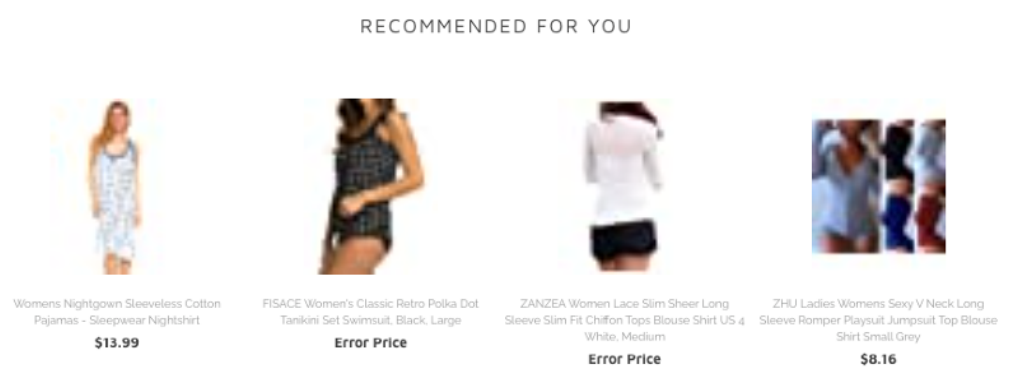 RECOMMENDED FOR YOU
Womens Nightgown Sleeveless Cotton
Pajamas - Sleepwear Nightshirt
$13.99
FISACE Women's Classic Retro Polka Dot
Tanikini Set Swimsuit, Black, Large
Error Price
ZANZEA Women Lace Slim Sheer Long
Sleeve Slim Fit Chiffon Tops Blouse Shirt US 4
White, Medium
Error Price
ZHU Ladies Womens Sexy V Neck Long
Sleeve Romper Playsuit Jumpsuit Top Blouse
Shirt Small Grey
$8.16